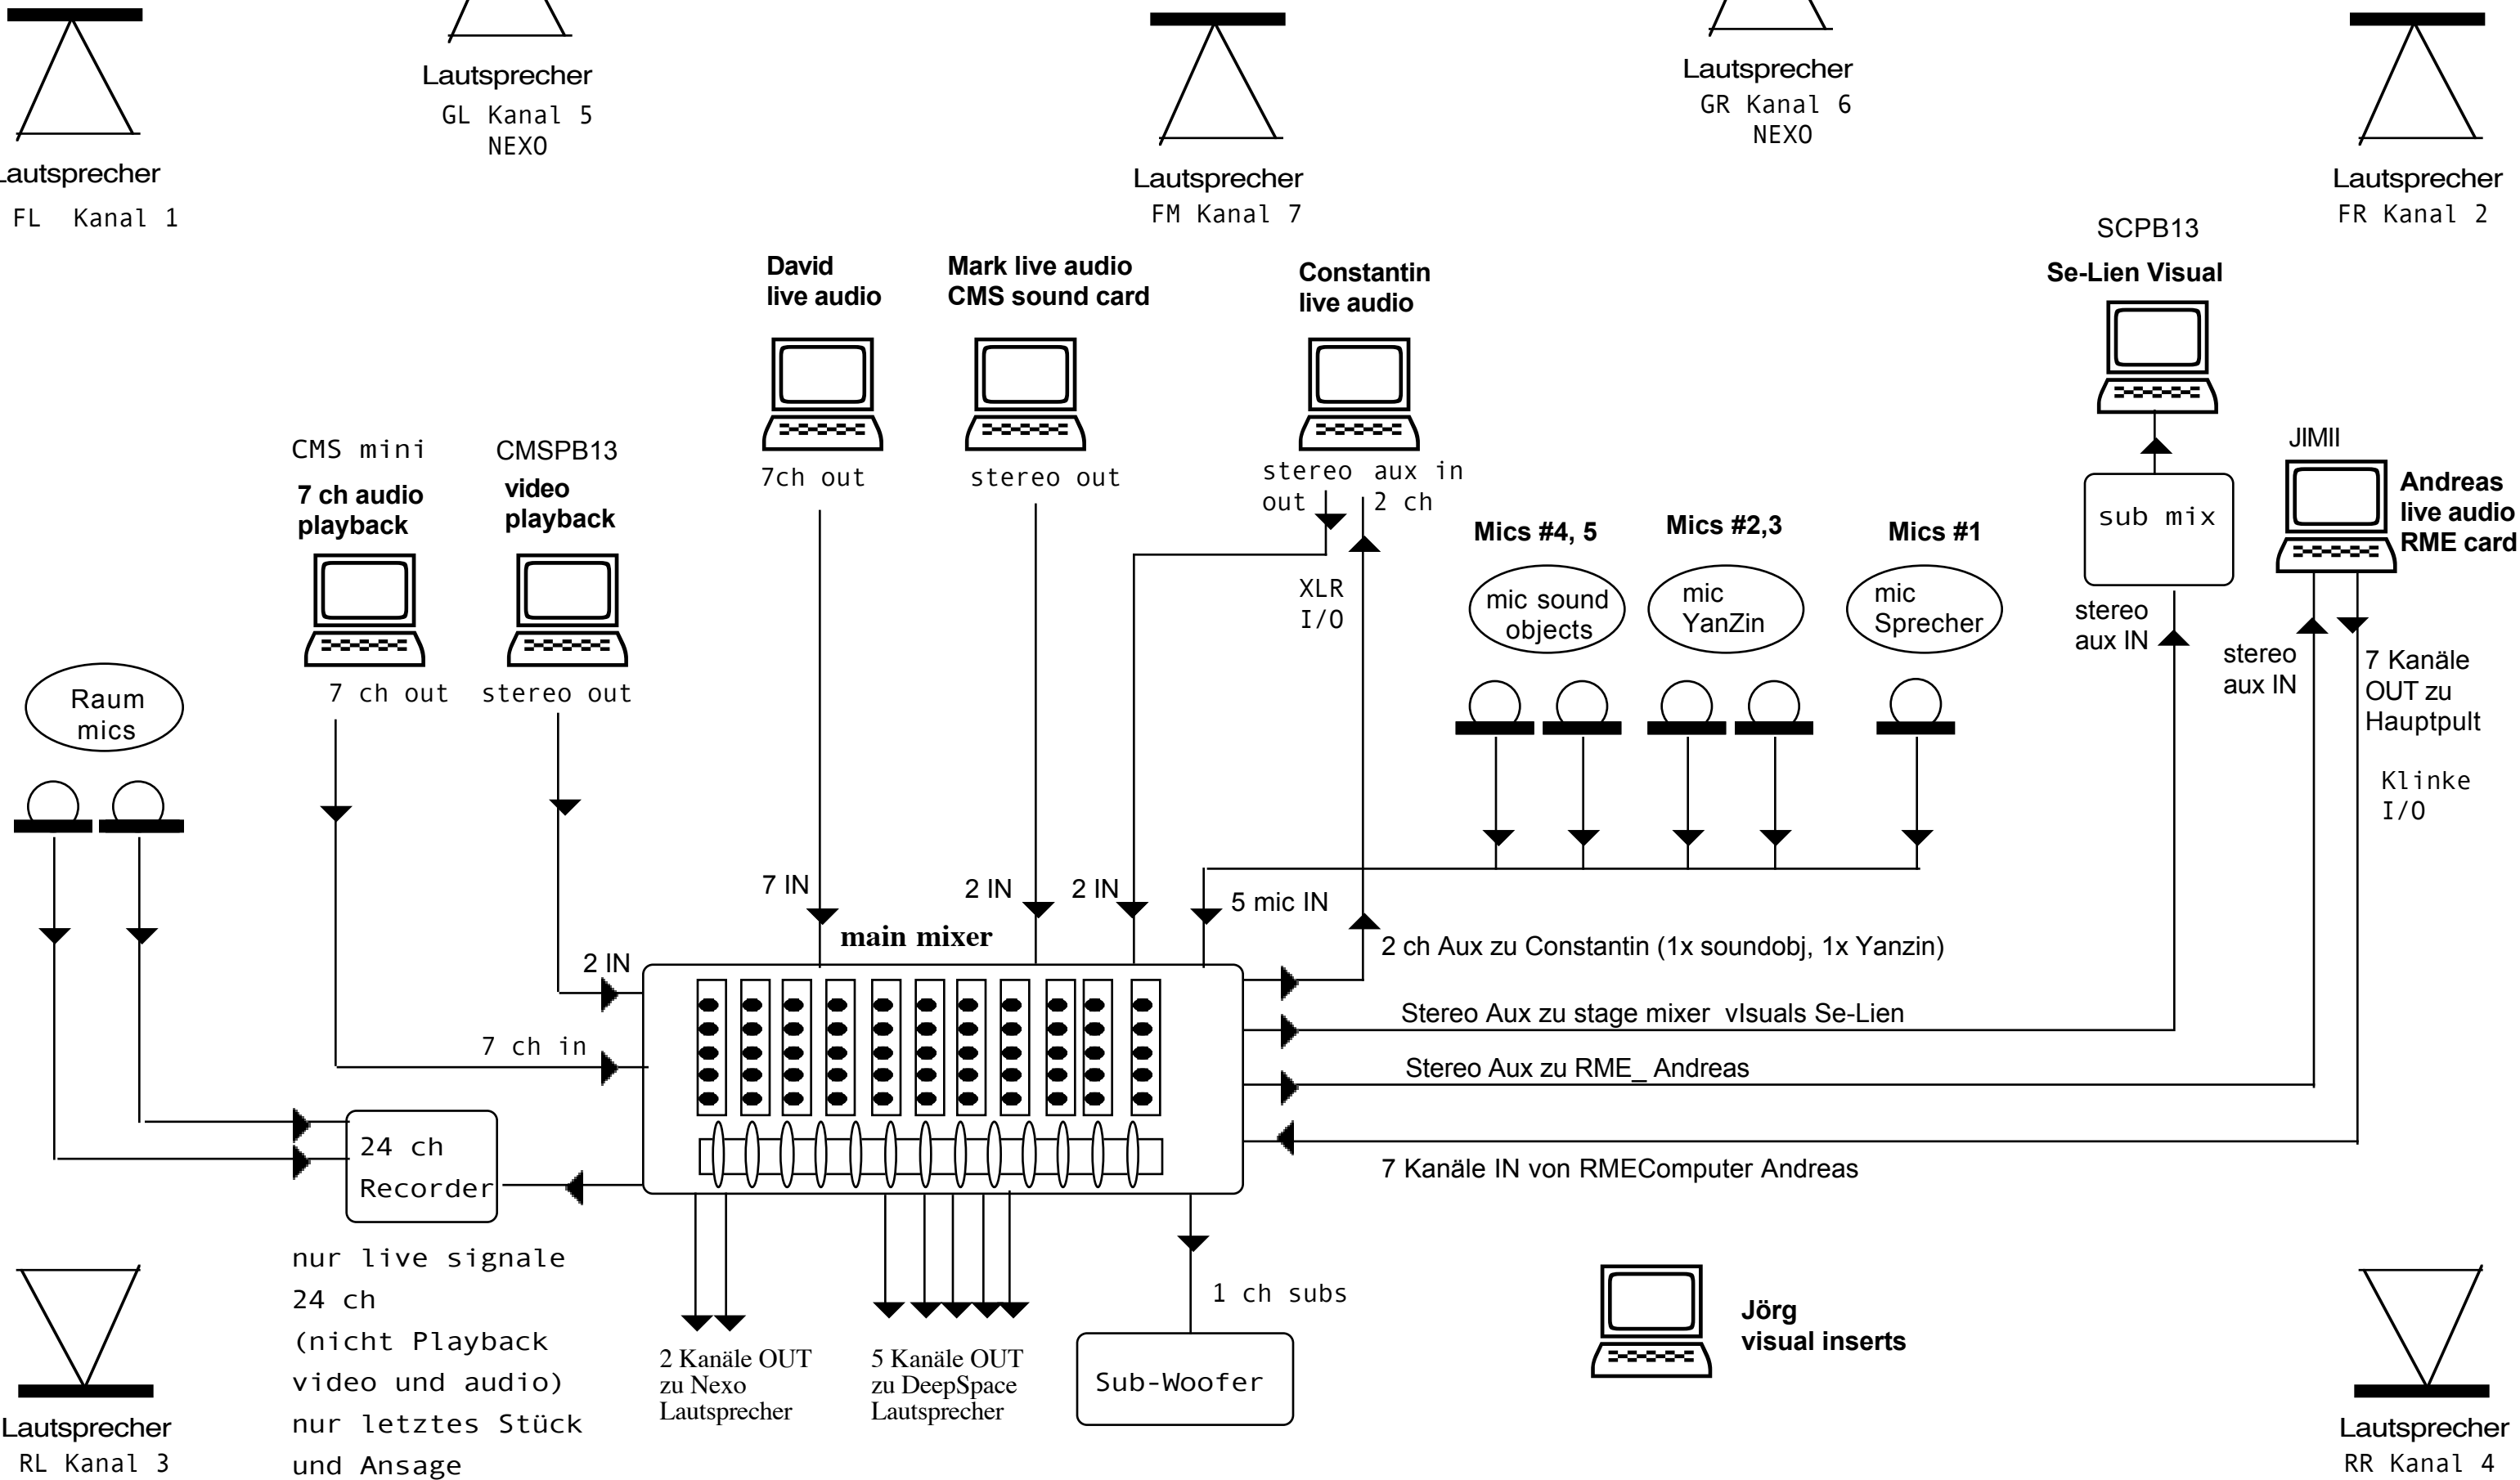 Lautsprecher
FL Kanal 1
Lautsprecher
GL Kanal 5
NEXO
Lautsprecher
FM Kanal 7
Lautsprecher
GR Kanal 6
NEXO
Lautsprecher
FR Kanal 2
David
live audio
7ch out
Mark live audio
CMS sound card
stereo out
Constantin
live audio
stereo aux in
out 2 ch
XLR
I/O
SCPB13
Se-Lien Visual
sub mix
stereo
aux IN
JIMII
Andreas
live audio
RME card
stereo
aux IN
7 Kanäle
OUT zu
Hauptpult
Klinke
I/O
CMS mini
7 ch audio
playback
7 ch out
CMSPB13
video
playback
stereo out
Mics #4, 5
mic sound
objects
Mics #2,3
mic
YanZin
Mics #1
mic
Sprecher
Raum
mics
7 IN
2 IN
2 IN
5 mic IN
main mixer
2 IN
7 ch in
2 ch Aux zu Constantin (1x soundobj, 1x Yanzin)
Stereo Aux zu stage mixer vIsuals Se-Lien
Stereo Aux zu RME_ Andreas
7 Kanäle IN von RMEComputer Andreas
24 ch
Recorder
nur live signale
24 ch
(nicht Playback
video und audio)
nur letztes Stück
und Ansage
2 Kanäle OUT
zu Nexo
Lautsprecher
5 Kanäle OUT
zu DeepSpace
Lautsprecher
1 ch subs
Sub-Woofer
Jörg
visual inserts
Lautsprecher
RL Kanal 3
Lautsprecher
RR Kanal 4